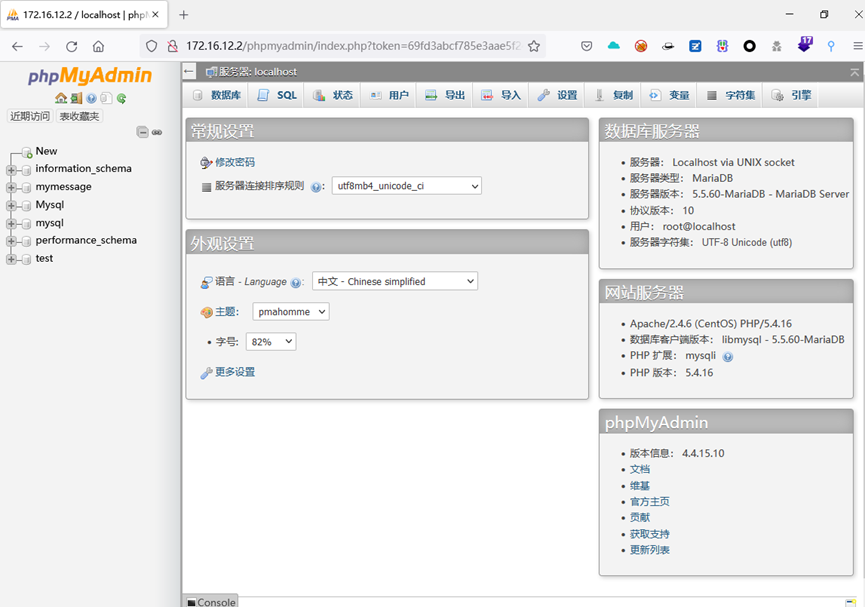 172.16.12.2 / localhost | phpM
172.16.12.2/phpmyadmin/index.php?token=69fd3abcf785e3aae5f2
17
phpMyAdmin
近期访问 表收藏夹
New
information_schema
mymessage
Mysql
mysql
performance_schema
test
服务器: localhost
数据库 SQL 状态 用户 导出 导入 设置 复制 变量 字符集 引擎
常规设置
修改密码
服务器连接排序规则 : utf8mb4_unicode_ci
外观设置
语言 - Language : 中文 - Chinese simplified
主题: pmahomme
字号: 82%
更多设置
数据库服务器
服务器: Localhost via UNIX socket
服务器类型: MariaDB
服务器版本: 5.5.60-MariaDB - MariaDB Server
协议版本: 10
用户: root@localhost
服务器字符集: UTF-8 Unicode (utf8)
网站服务器
Apache/2.4.6 (CentOS) PHP/5.4.16
数据库客户端版本: libmysql - 5.5.60-MariaDB
PHP 扩展: mysqli
PHP 版本: 5.4.16
phpMyAdmin
版本信息: 4.4.15.10
文档
维基
官方主页
贡献
获取支持
更新列表
Console